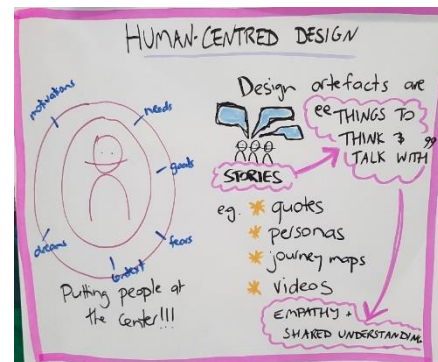 HUMAN-CENTRED DESIGN
motivations
needs
goals
fears
context
dreams
Putting people at
the center!!!
Design artefacts are
"THINGS TO
THINK &
TALK WITH"
STORIES
eg. * quotes
* personas
* journey maps
* videos
EMPATHY +
SHARED UNDERSTANDING